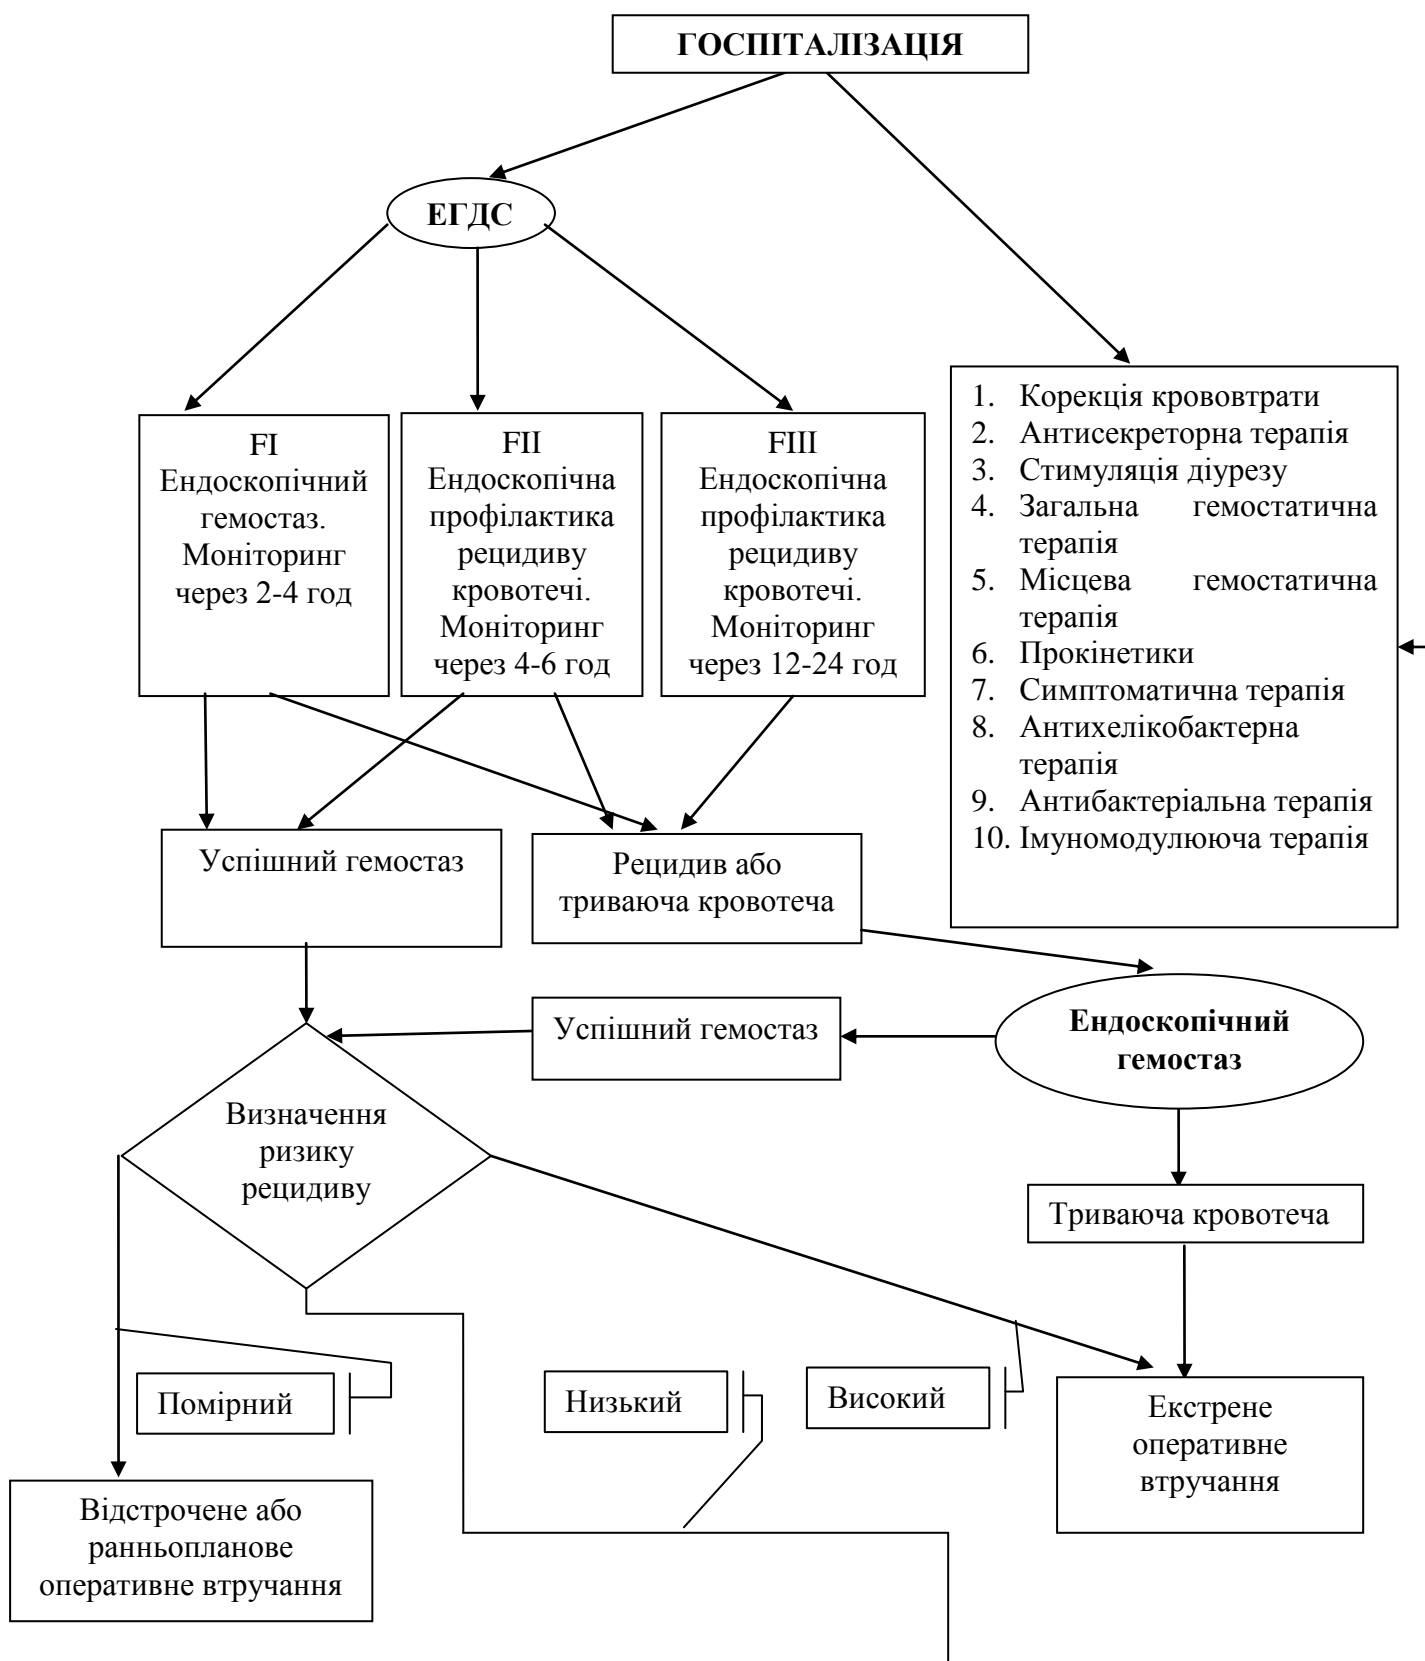 ГОСПІТАЛІЗАЦІЯ
ЕГДС
FI
Ендоскопічний
гемостаз.
Моніторинг
через 2-4 год
FII
Ендоскопічна
профілактика
рецидиву
кровотечі.
Моніторинг
через 4-6 год
FIII
Ендоскопічна
профілактика
рецидиву
кровотечі.
Моніторинг
через 12-24 год
1. Корекція крововтрати
2. Антисекреторна терапія
3. Стимуляція діурезу
4. Загальна гемостатична
терапія
5. Місцева гемостатична
терапія
6. Прокінетики
7. Симптоматична терапія
8. Антихелікобактерна
терапія
9. Антибактеріальна терапія
10. Імуномодулююча терапія
Успішний гемостаз
Рецидив або
триваюча кровотеча
Успішний гемостаз
Ендоскопічний
гемостаз
Визначення
ризику
рецидиву
Триваюча кровотеча
Помірний
Низький
Високий
Екстрене
оперативне
втручання
Відстрочене або
ранньопланове
оперативне втручання